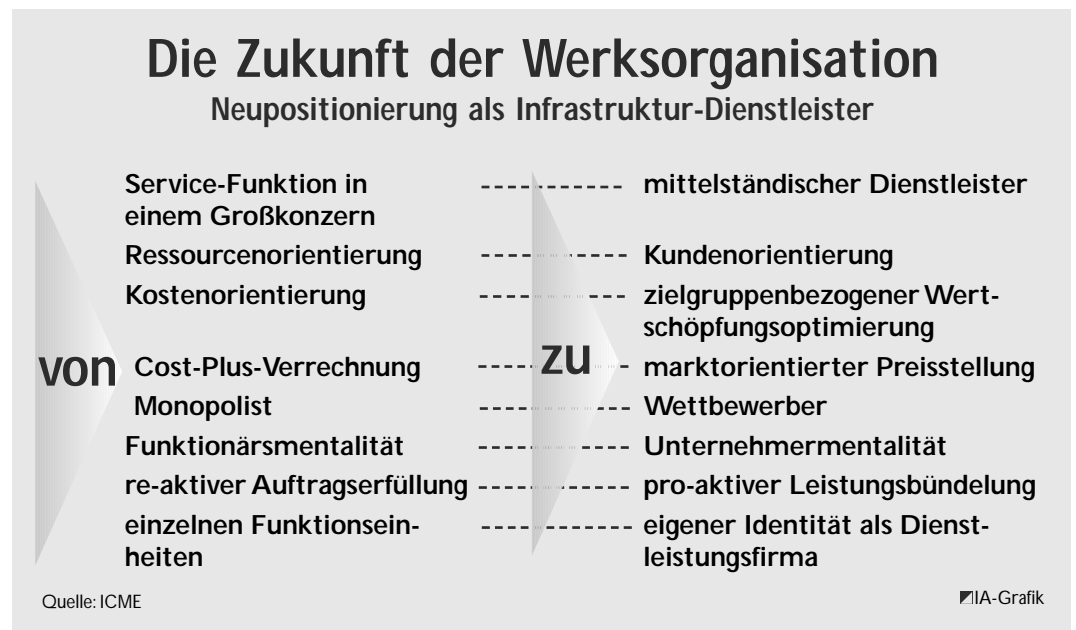 Die Zukunft der Werksorganisation
Neupositionierung als Infrastruktur-Dienstleister
von
Service-Funktion in
einem Großkonzern
Ressourcenorientierung
Kostenorientierung
Cost-Plus-Verrechnung
Monopolist
Funktionärsmentalität
re-aktiver Auftragserfüllung
einzelnen Funktionsein-
heiten
zu
mittelständischer Dienstleister
Kundenorientierung
zielgruppenbezogener Wert-
schöpfungsoptimierung
marktorientierter Preisstellung
Wettbewerber
Unternehmermentalität
pro-aktiver Leistungsbündelung
eigener Identität als Dienst-
leistungsfirma
Quelle: ICME
IA-Grafik